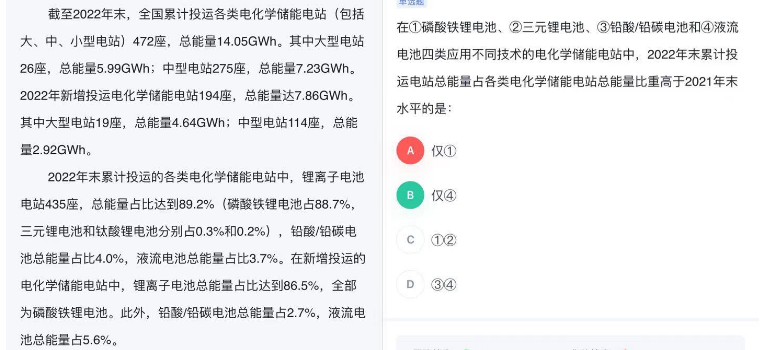 截至2022年末，全国累计投运各类电化学储能电站（包括
大、中、小型电站）472座，总能量14.05GWh。其中大型电站
26座，总能量5.99GWh；中型电站275座，总能量7.23GWh。
2022年新增投运电化学储能电站194座，总能量达7.86GWh。
其中大型电站19座，总能量4.64GWh；中型电站114座，总能
量2.92GWh。
2022年末累计投运的各类电化学储能电站中，锂离子电池
电站435座，总能量占比达到89.2%（磷酸铁锂电池占88.7%，
三元锂电池和钛酸锂电池分别占0.3%和0.2%），铅酸/铅碳电
池总能量占比4.0%，液流电池总能量占比3.7%。在新增投运的
电化学储能电站中，锂离子电池总能量占比达到86.5%，全部
为磷酸铁锂电池。此外，铅酸/铅碳电池总能量占2.7%，液流电
池总能量占5.6%。
单选题
在①磷酸铁锂电池、②三元锂电池、③铅酸/铅碳电池和④液流
电池四类应用不同技术的电化学储能电站中，2022年末累计投
运电站总能量占各类电化学储能电站总能量比重高于2021年末
水平的是：
A 仅①
B 仅④
C ①②
D ③④